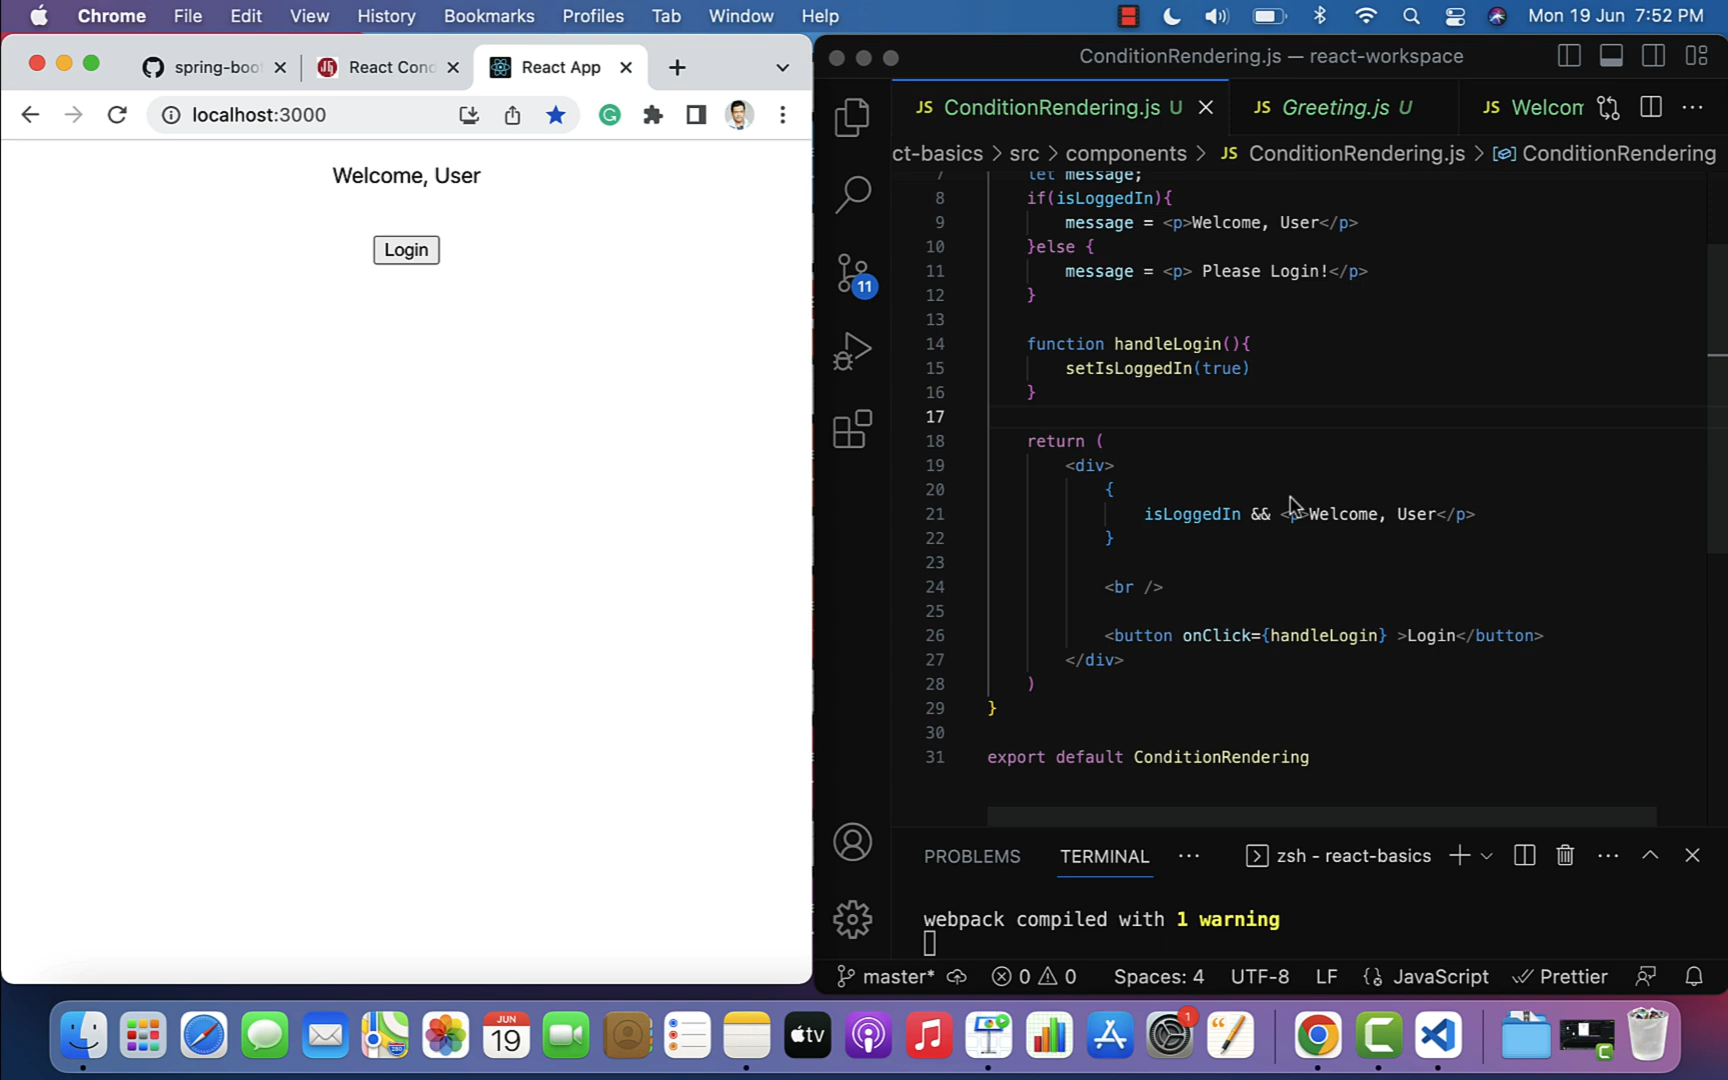 Chrome File Edit View History Bookmarks Profiles Tab Window Help Mon 19 Jun 7:52 PM
spring-boo React Cond React App
localhost:3000
Welcome, User
Login
ConditionRendering.js — react-workspace
JS ConditionRendering.js U JS Greeting.js U JS Welcom
ct-basics > src > components > JS ConditionRendering.js > ConditionRendering
11
7 let message;
8 if(isLoggedIn){
9 message = <p>Welcome, User</p>
10 }else {
11 message = <p> Please Login!</p>
12 }
13
14 function handleLogin(){
15 setIsLoggedIn(true)
16 }
17
18 return (
19 <div>
20 {
21 isLoggedIn && <p>Welcome, User</p>
22 }
23
24 <br />
25
26 <button onClick={handleLogin} >Login</button>
27 </div>
28 )
29 }
30
31 export default ConditionRendering
PROBLEMS TERMINAL zsh - react-basics
webpack compiled with 1 warning
master* 0 0 Spaces: 4 UTF-8 LF JavaScript Prettier
JUN
19
tv
1